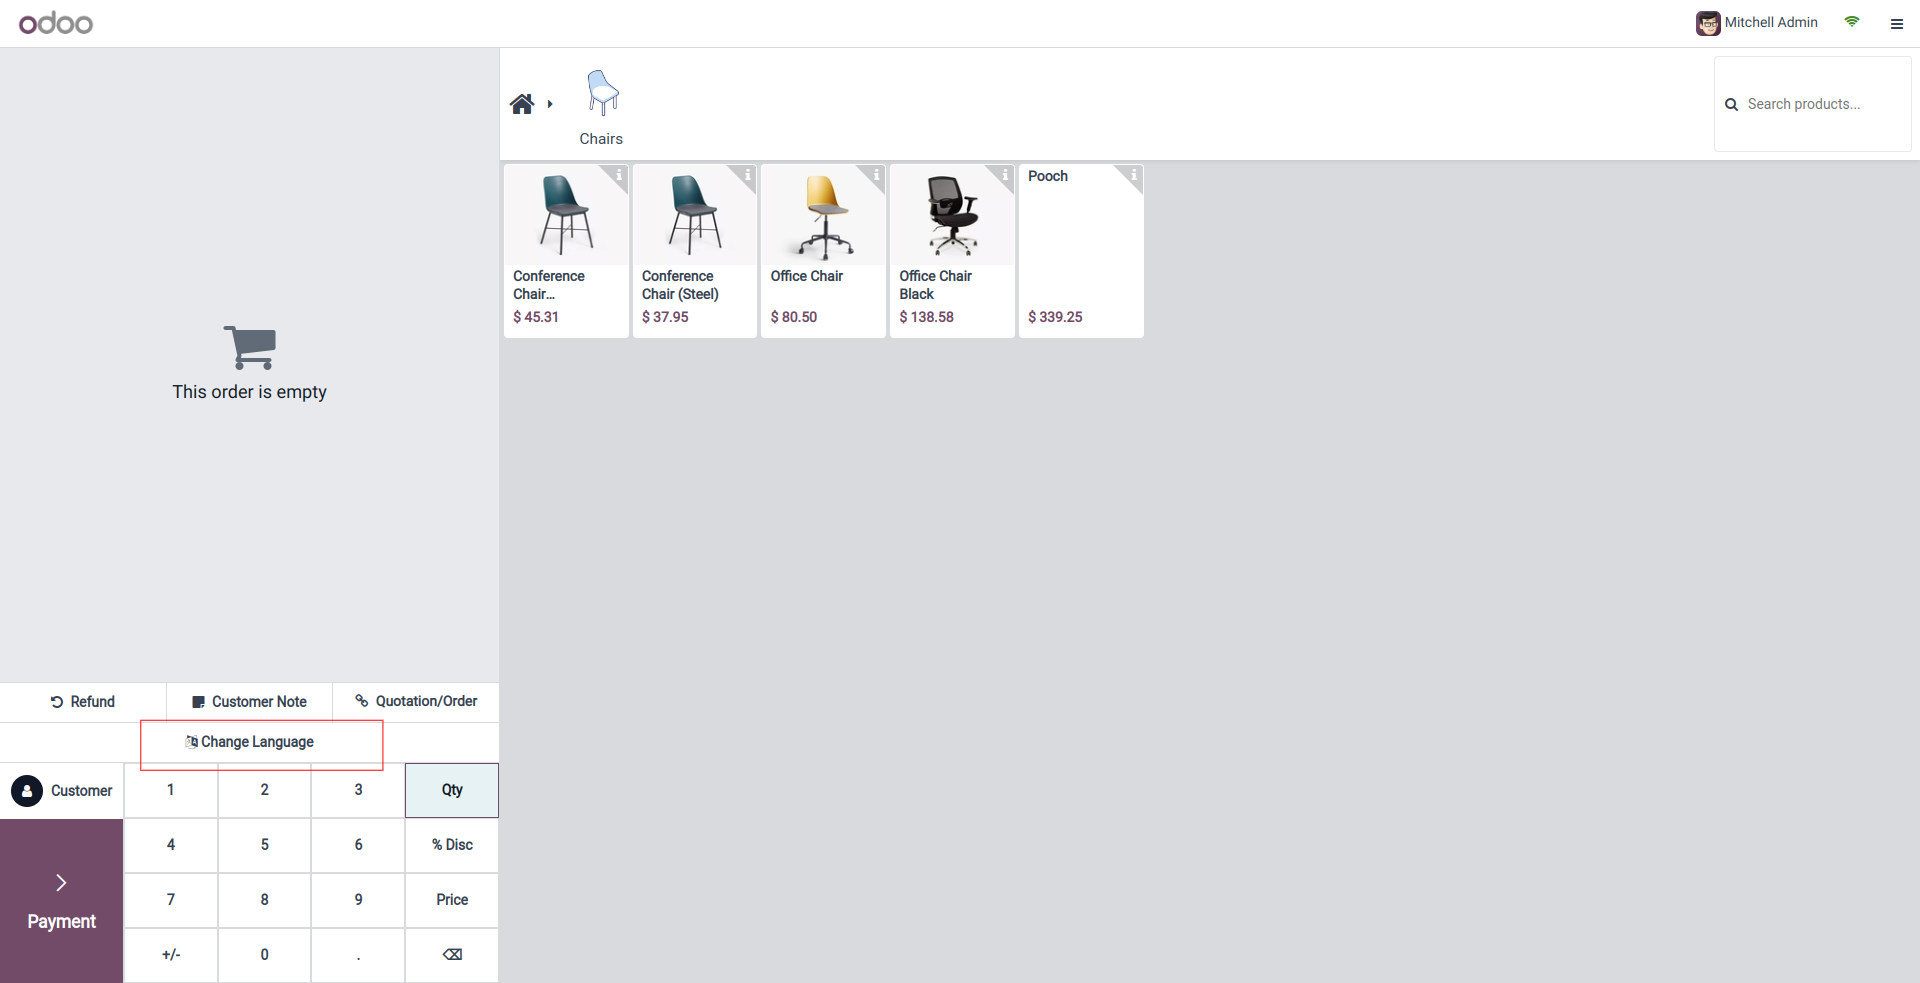 odoo
Mitchell Admin
Chairs
Search products...
Conference
Chair...
$ 45.31
Conference
Chair (Steel)
$ 37.95
Office Chair
$ 80.50
Office Chair
Black
$ 138.58
Pooch
$ 339.25
This order is empty
Refund
Customer Note
Quotation/Order
Change Language
Customer
1
2
3
Qty
4
5
6
% Disc
Payment
7
8
9
Price
+/-
0
.
⌫